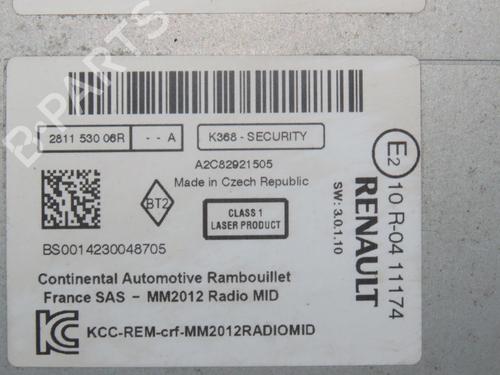 2811 530 06R - - A
K368 - SECURITY
A2C82921505
Made in Czech Republic
BT2
CLASS 1
LASER PRODUCT
BS0014230048705
Continental Automotive Rambouillet
France SAS - MM2012 Radio MID
KC
KCC-REM-crf-MM2012RADIOMID
E2
10 R-04 11174
RENAULT
SW: 3.0.1.10
B-PARTS